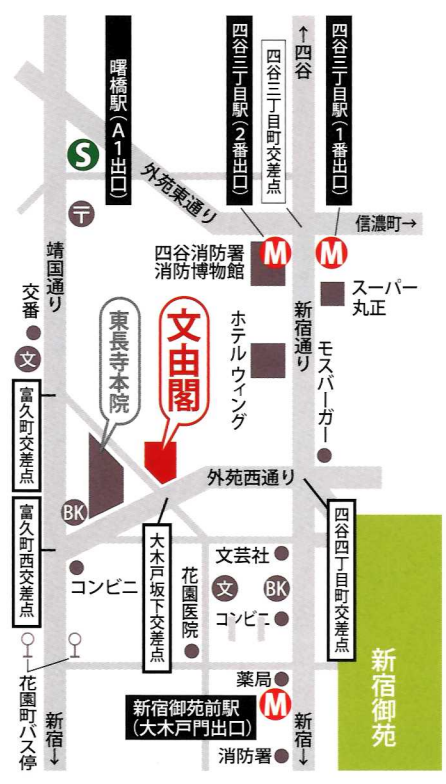 ↑四谷
四谷三丁目駅(1番出口)
四谷三丁目町交差点
四谷三丁目駅(2番出口)
曙橋駅(A1出口)
S
外苑東通り
信濃町→
M
M
四谷消防署
消防博物館
スーパー
丸正
靖国通り
交番
文
東長寺本院
文由閣
ホテルウィング
新宿通り
モスバーガー
富久町交差点
外苑西通り
BK
富久町西交差点
大木戸坂下交差点
四谷四丁目町交差点
コンビニ
花園医院
文芸社
文
BK
コンビニ
新宿御苑
花園町バス停
薬局
M
新宿御苑前駅
(大木戸門出口)
消防署
新宿↓
新宿↓